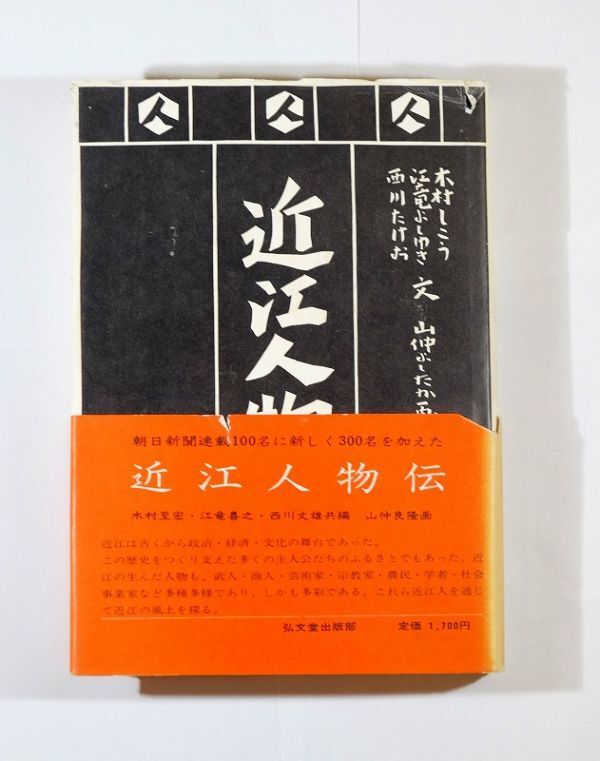 人 人 人
木村しこう
江竜よしゆき
西川たけお
文
山仲よしたか画
近江人物
朝日新聞連載100名に新しく300名を加えた
近江人物伝
木村至宏・江竜喜之・西川丈雄共編 山仲良隆画
近江は古くから政治・経済・文化の舞台であった。
この歴史をつくり支えた多くの主人公たちのふるさとでもあった。近
江の生んだ人物も、武人・商人・芸術家・宗教家・農民・学者・社会
事業家など多種多様であり、しかも多彩である。これら近江人を通じ
て近江の風土を探る。
弘文堂出版部 定価 1,700円